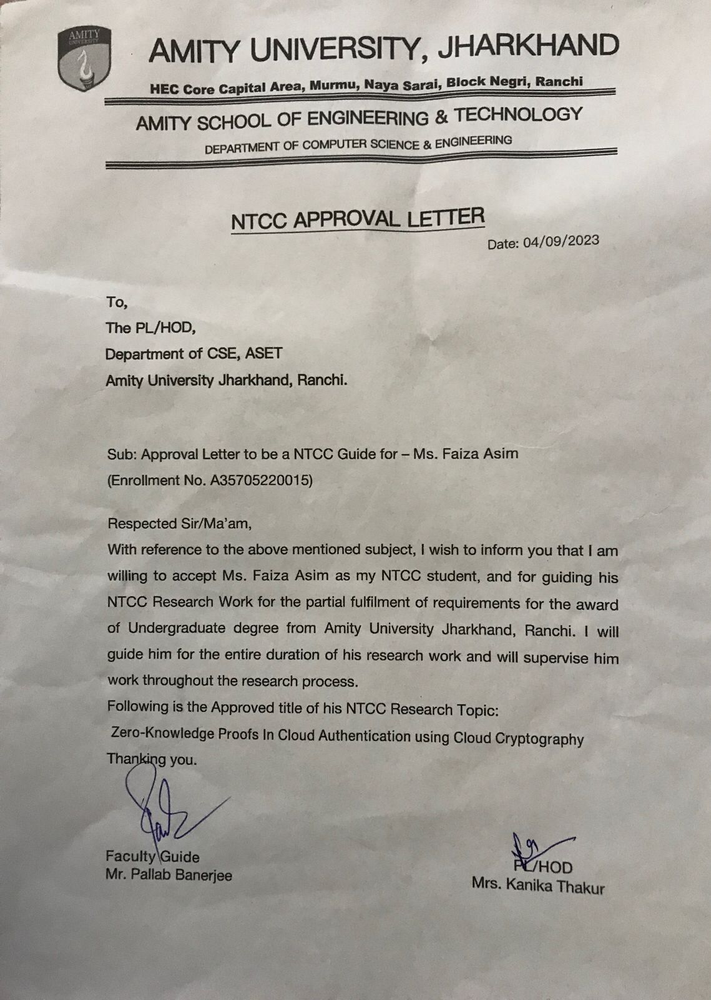 AMITY
UNIVERSITY
AMITY UNIVERSITY, JHARKHAND
HEC Core Capital Area, Murmu, Naya Sarai, Block Negri, Ranchi
AMITY SCHOOL OF ENGINEERING & TECHNOLOGY
DEPARTMENT OF COMPUTER SCIENCE & ENGINEERING
NTCC APPROVAL LETTER
Date: 04/09/2023
To,
The PL/HOD,
Department of CSE, ASET
Amity University Jharkhand, Ranchi.
Sub: Approval Letter to be a NTCC Guide for – Ms. Faiza Asim
(Enrollment No. A35705220015)
Respected Sir/Ma'am,
With reference to the above mentioned subject, I wish to inform you that I am
willing to accept Ms. Faiza Asim as my NTCC student, and for guiding his
NTCC Research Work for the partial fulfilment of requirements for the award
of Undergraduate degree from Amity University Jharkhand, Ranchi. I will
guide him for the entire duration of his research work and will supervise him
work throughout the research process.
Following is the Approved title of his NTCC Research Topic:
Zero-Knowledge Proofs In Cloud Authentication using Cloud Cryptography
Thanking you.
Faculty Guide
Mr. Pallab Banerjee
PL/HOD
Mrs. Kanika Thakur